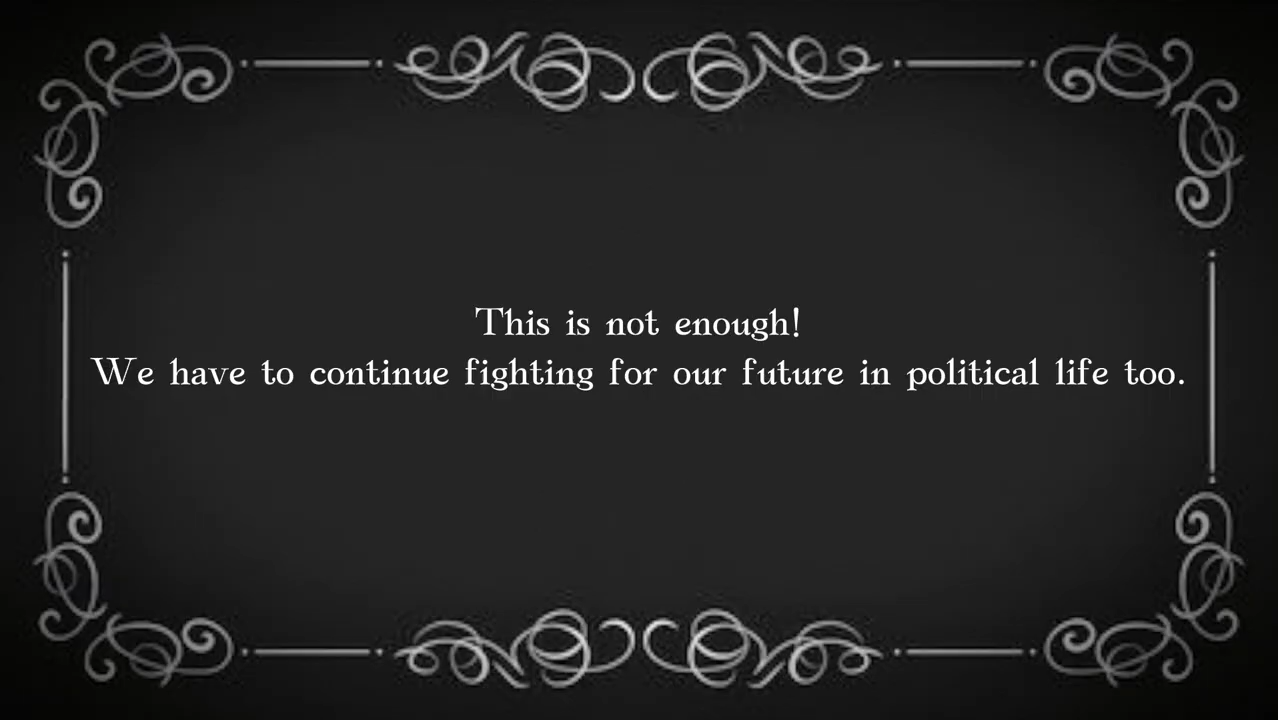 This is not enough!
We have to continue fighting for our future in political life too.